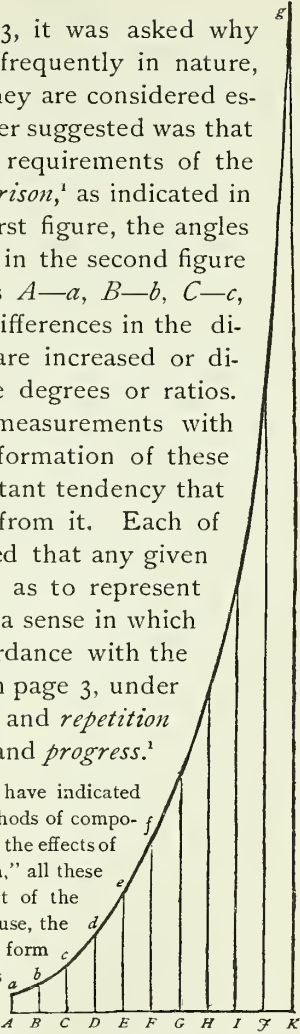 g
3, it was asked why
frequently in nature,
ney are considered es-
er suggested was that
requirements of the
rison,¹ as indicated in
rst figure, the angles
in the second figure
s A—a, B—b, C—c,
ifferences in the di-
are increased or di-
e degrees or ratios.
measurements with
formation of these
tant tendency that
from it. Each of
ed that any given
as to represent
a sense in which
rdance with the
n page 3, under
and repetition
and progress.¹
have indicated
hods of compo- f
the effects of
a," all these e
t of the
use, the d
form c
s a b
A B C D E F G H I J K